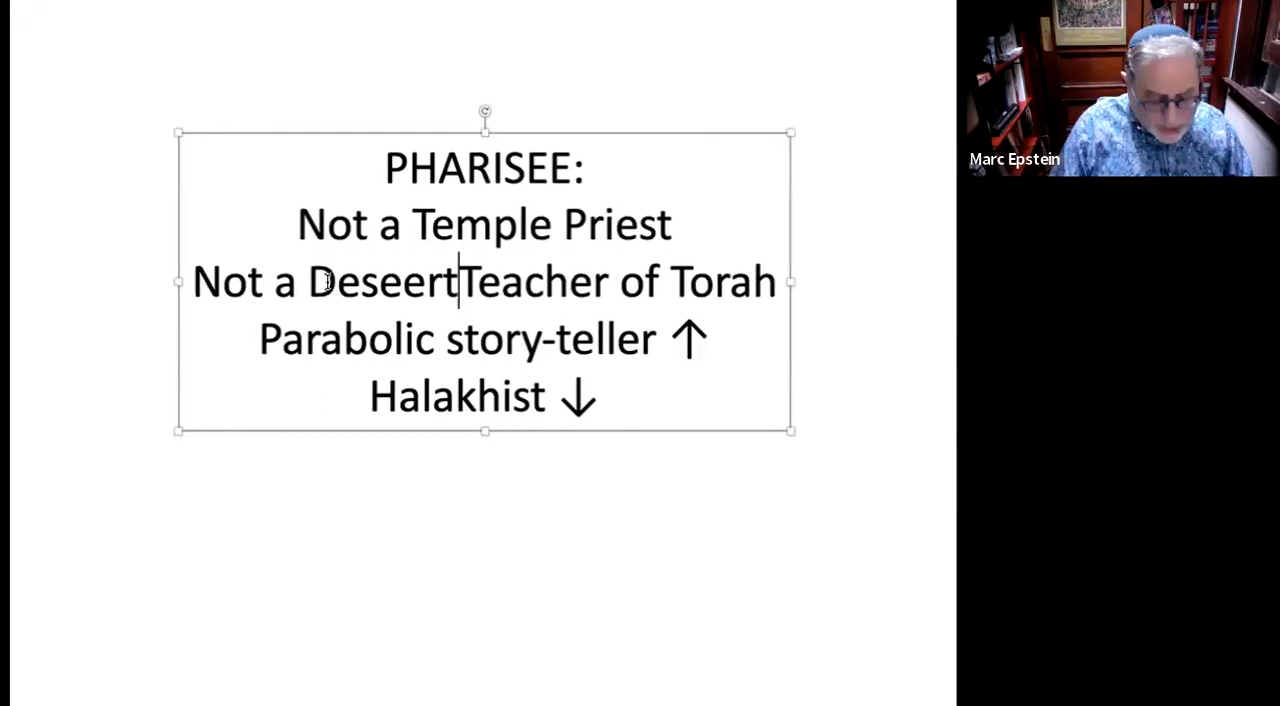 PHARISEE:
Not a Temple Priest
Not a DeseertTeacher of Torah
Parabolic story-teller ↑
Halakhist ↓
Marc Epstein